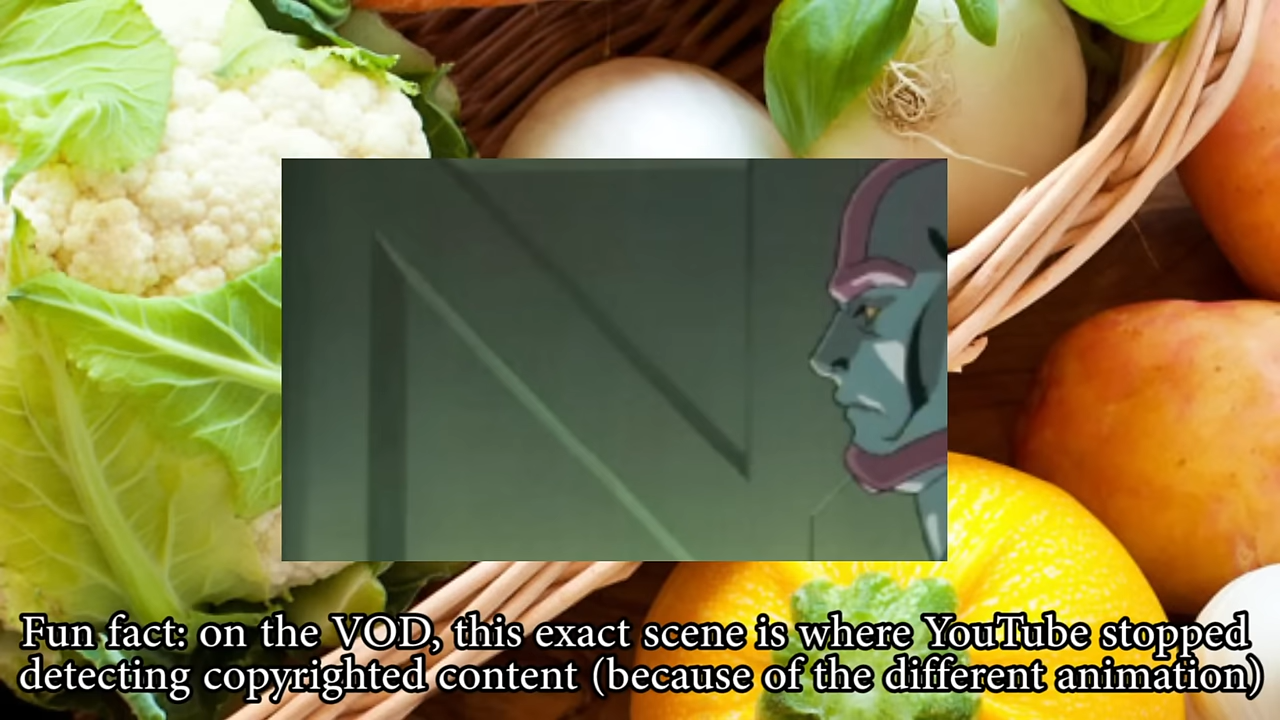 Fun fact: on the VOD, this exact scene is where YouTube stopped
detecting copyrighted content (because of the different animation)